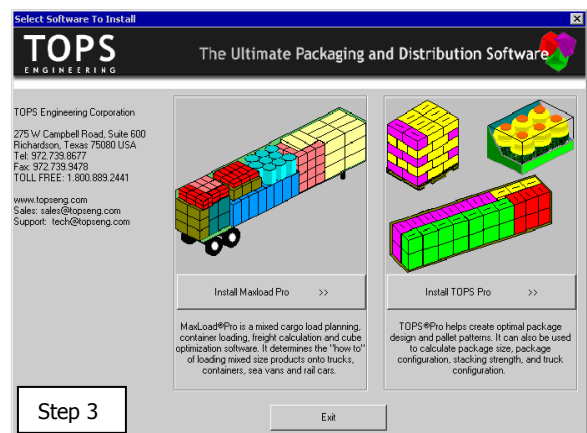 Select Software To Install
TOPS
ENGINEERING
The Ultimate Packaging and Distribution Software
TOPS Engineering Corporation
275 W Campbell Road, Suite 600
Richardson, Texas 75080 USA
Tel: 972.739.8677
Fax: 972.739.9478
TOLL FREE: 1.800.889.2441
www.topseng.com
Sales: sales@topseng.com
Support: tech@topseng.com
Install Maxload Pro >>
MaxLoad®Pro is a mixed cargo load planning,
container loading, freight calculation and cube
optimization software. It determines the "how to"
of loading mixed size products onto trucks,
containers, sea vans and rail cars.
Install TOPS Pro >>
TOPS®Pro helps create optimal package
design and pallet patterns. It can also be used
to calculate package size, package
configuration, stacking strength, and truck
configuration.
Step 3
Exit